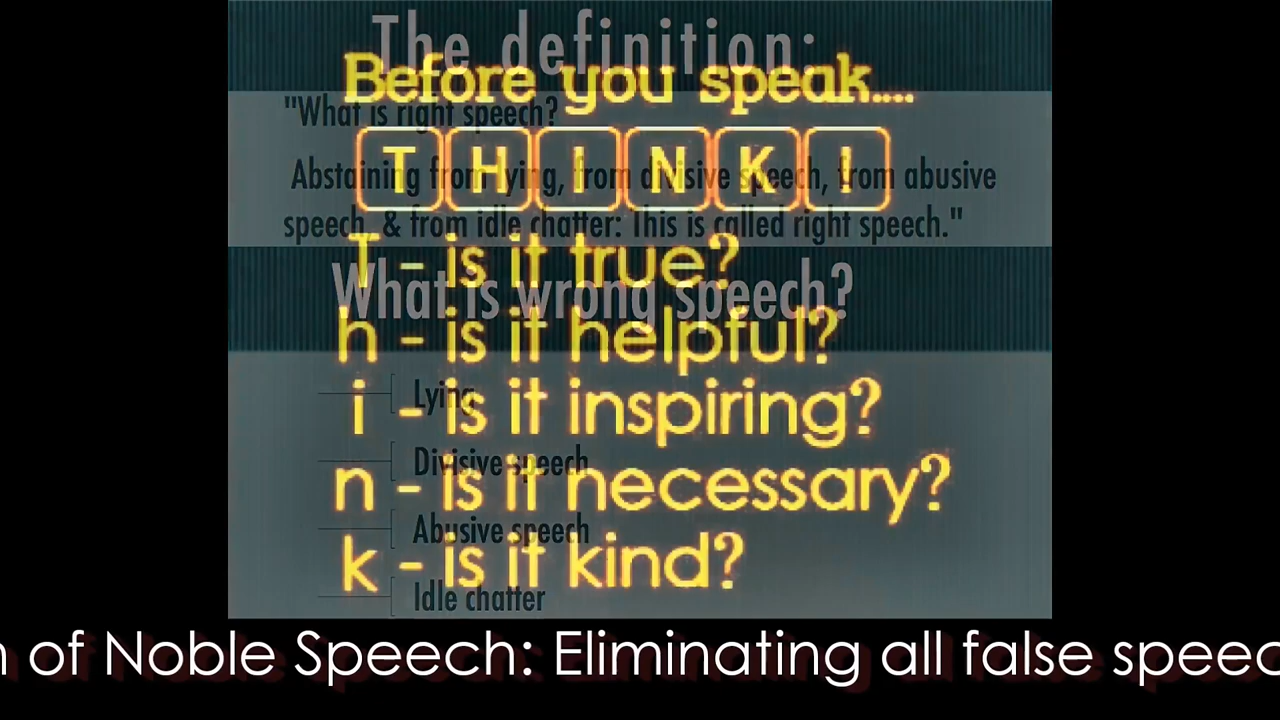 The definition:
Before you speak....
"What is right speech?
T H I N K !
Abstaining from lying, from divisive speech, from abusive
speech, & from idle chatter: This is called right speech."
T - is it true?
What is wrong speech?
h - is it helpful?
Lying
i - is it inspiring?
Divisive speech
n - is it necessary?
Abusive speech
k - is it kind?
Idle chatter
n of Noble Speech: Eliminating all false speec